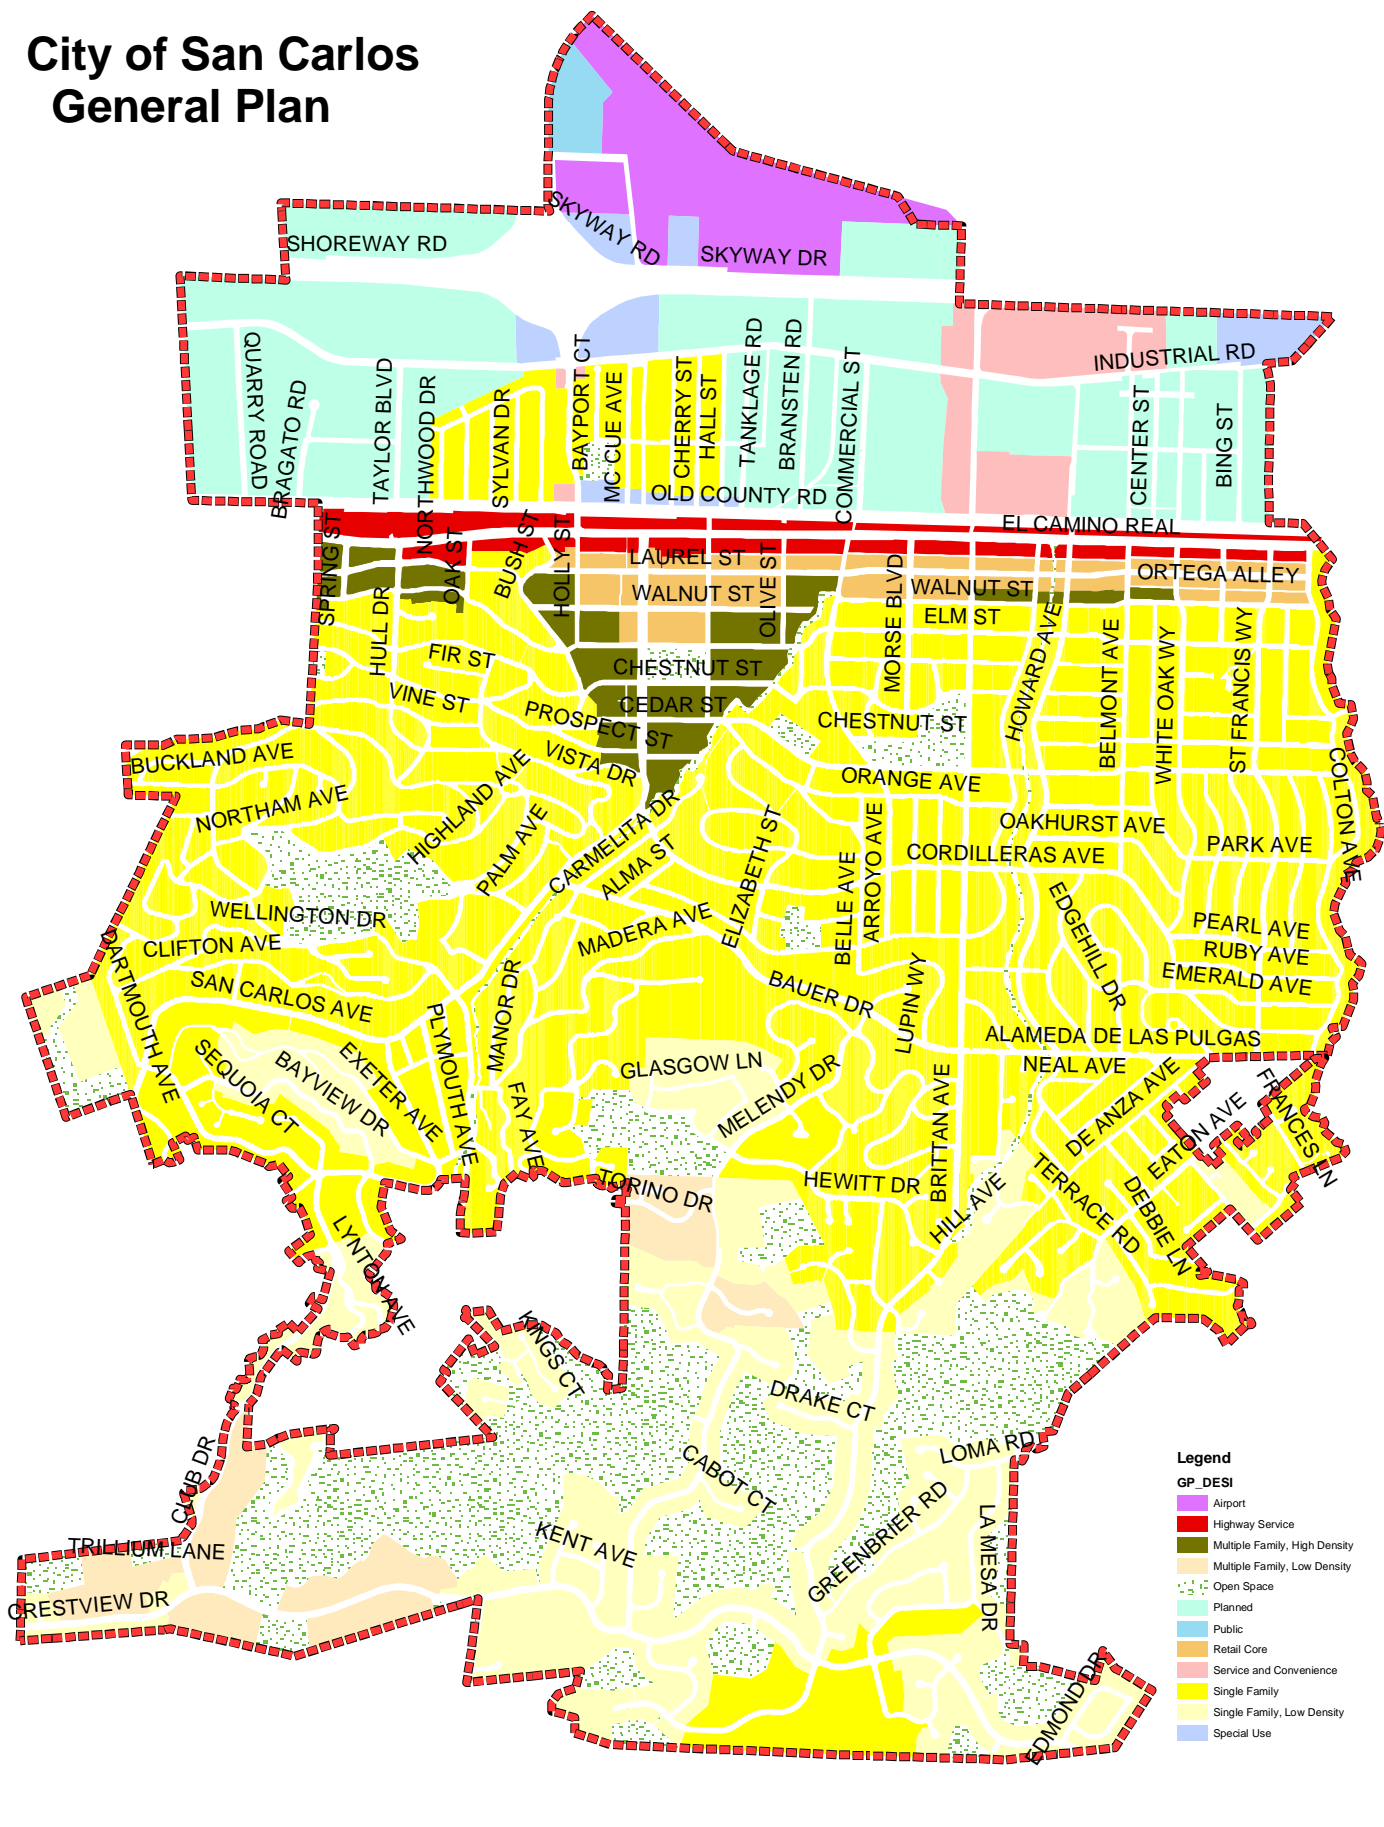 City of San Carlos
General Plan
SKYWAY RD
SHOREWAY RD
SKYWAY DR
QUARRY ROAD
BRAGATO RD
TAYLOR BLVD
NORTHWOOD DR
SYLVAN DR
BAYPORT CT
MC CUE AVE
CHERRY ST
HALL ST
TANKLAGE RD
BRANSTEN RD
COMMERCIAL ST
INDUSTRIAL RD
CENTER ST
BING ST
OLD COUNTY RD
EL CAMINO REAL
SPRING ST
OAK ST
BUSH ST
HOLLY ST
LAUREL ST
OLIVE ST
WALNUT ST
MORSE BLVD
WALNUT ST
ORTEGA ALLEY
ELM ST
HULL DR
FIR ST
VINE ST
CHESTNUT ST
CEDAR ST
PROSPECT ST
VISTA DR
CHESTNUT ST
HOWARD AVE
BELMONT AVE
WHITE OAK WY
ST FRANCIS WY
COLTON AVE
BUCKLAND AVE
NORTHAM AVE
HIGHLAND AVE
PALM AVE
CARMELITA DR
ALMA ST
ELIZABETH ST
ORANGE AVE
BELLE AVE
ARROYO AVE
OAKHURST AVE
CORDILLERAS AVE
PARK AVE
WELLINGTON DR
CLIFTON AVE
DARTMOUTH AVE
SAN CARLOS AVE
MADERA AVE
MANOR DR
PLYMOUTH AVE
BAUER DR
LUPIN WY
EDGEHILL DR
PEARL AVE
RUBY AVE
EMERALD AVE
ALAMEDA DE LAS PULGAS
NEAL AVE
SEQUOIA CT
BAYVIEW DR
EXETER AVE
FAY AVE
GLASGOW LN
MELENDY DR
BRITTAN AVE
DE ANZA AVE
EATON AVE
FRANCES LN
TORINO DR
HEWITT DR
HILL AVE
TERRACE RD
DEBBIE LN
LYNTON AVE
KINGS CT
DRAKE CT
CABOT CT
LOMA RD
CLUB DR
TRILLIUM LANE
CRESTVIEW DR
KENT AVE
GREENBRIER RD
LA MESA DR
EDMOND DR
Legend
GP_DESI
Airport
Highway Service
Multiple Family, High Density
Multiple Family, Low Density
Open Space
Planned
Public
Retail Core
Service and Convenience
Single Family
Single Family, Low Density
Special Use